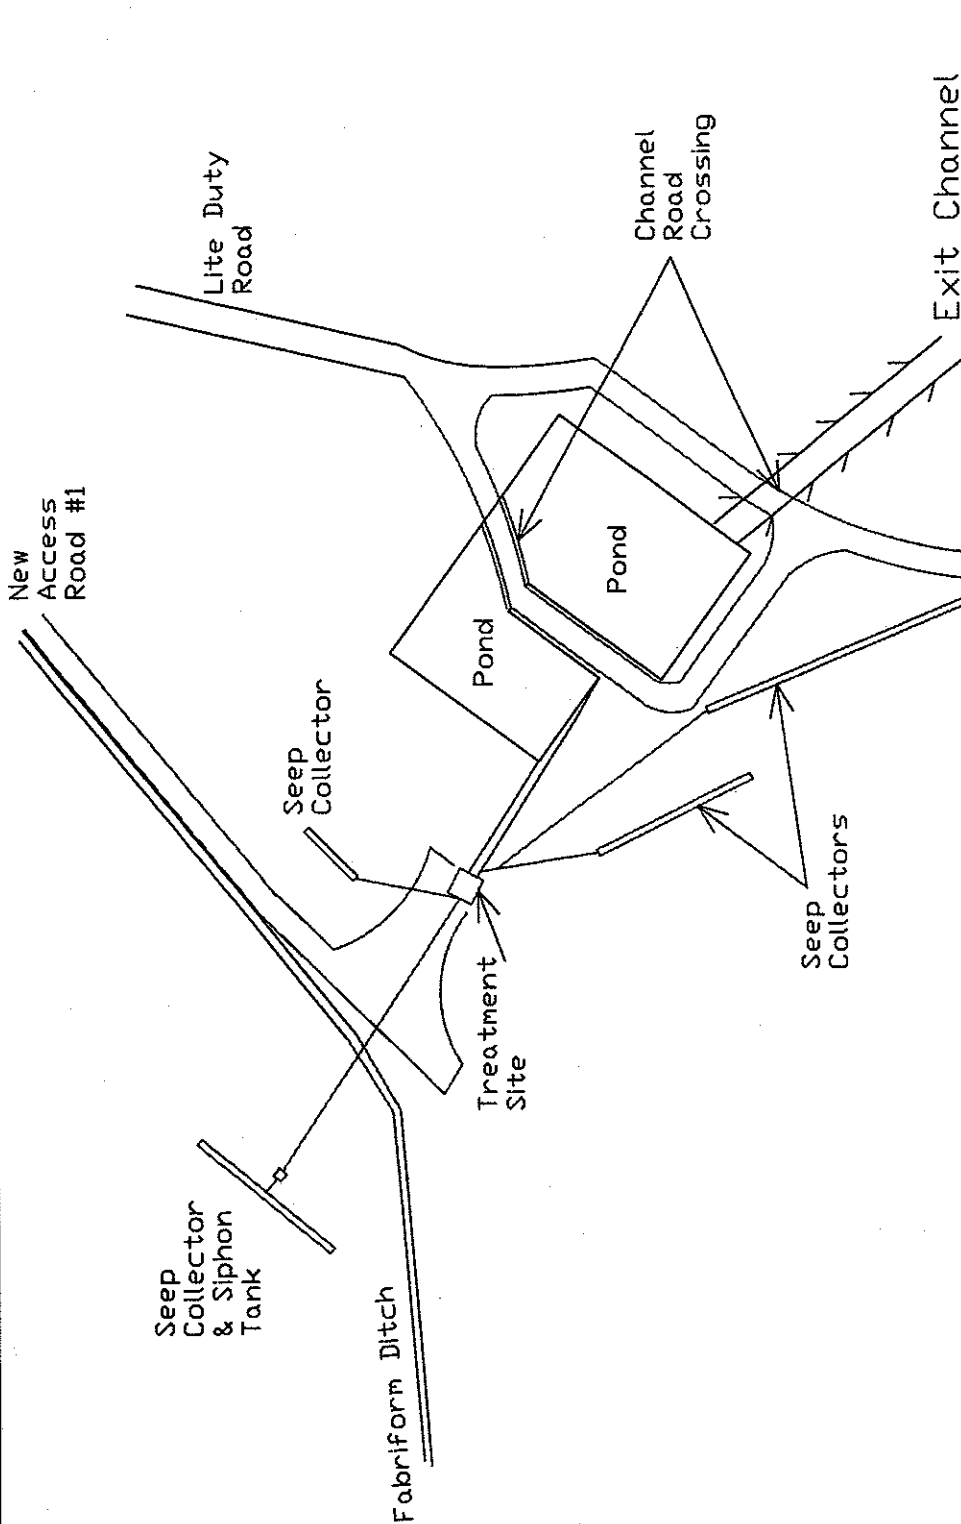 New
Access
Road #1
Lite Duty
Road
Channel
Road
Crossing
Exit Channel
Pond
Pond
Seep
Collector
Seep
Collectors
Treatment
Site
Seep
Collector
& Siphon
Tank
Fabriform Ditch